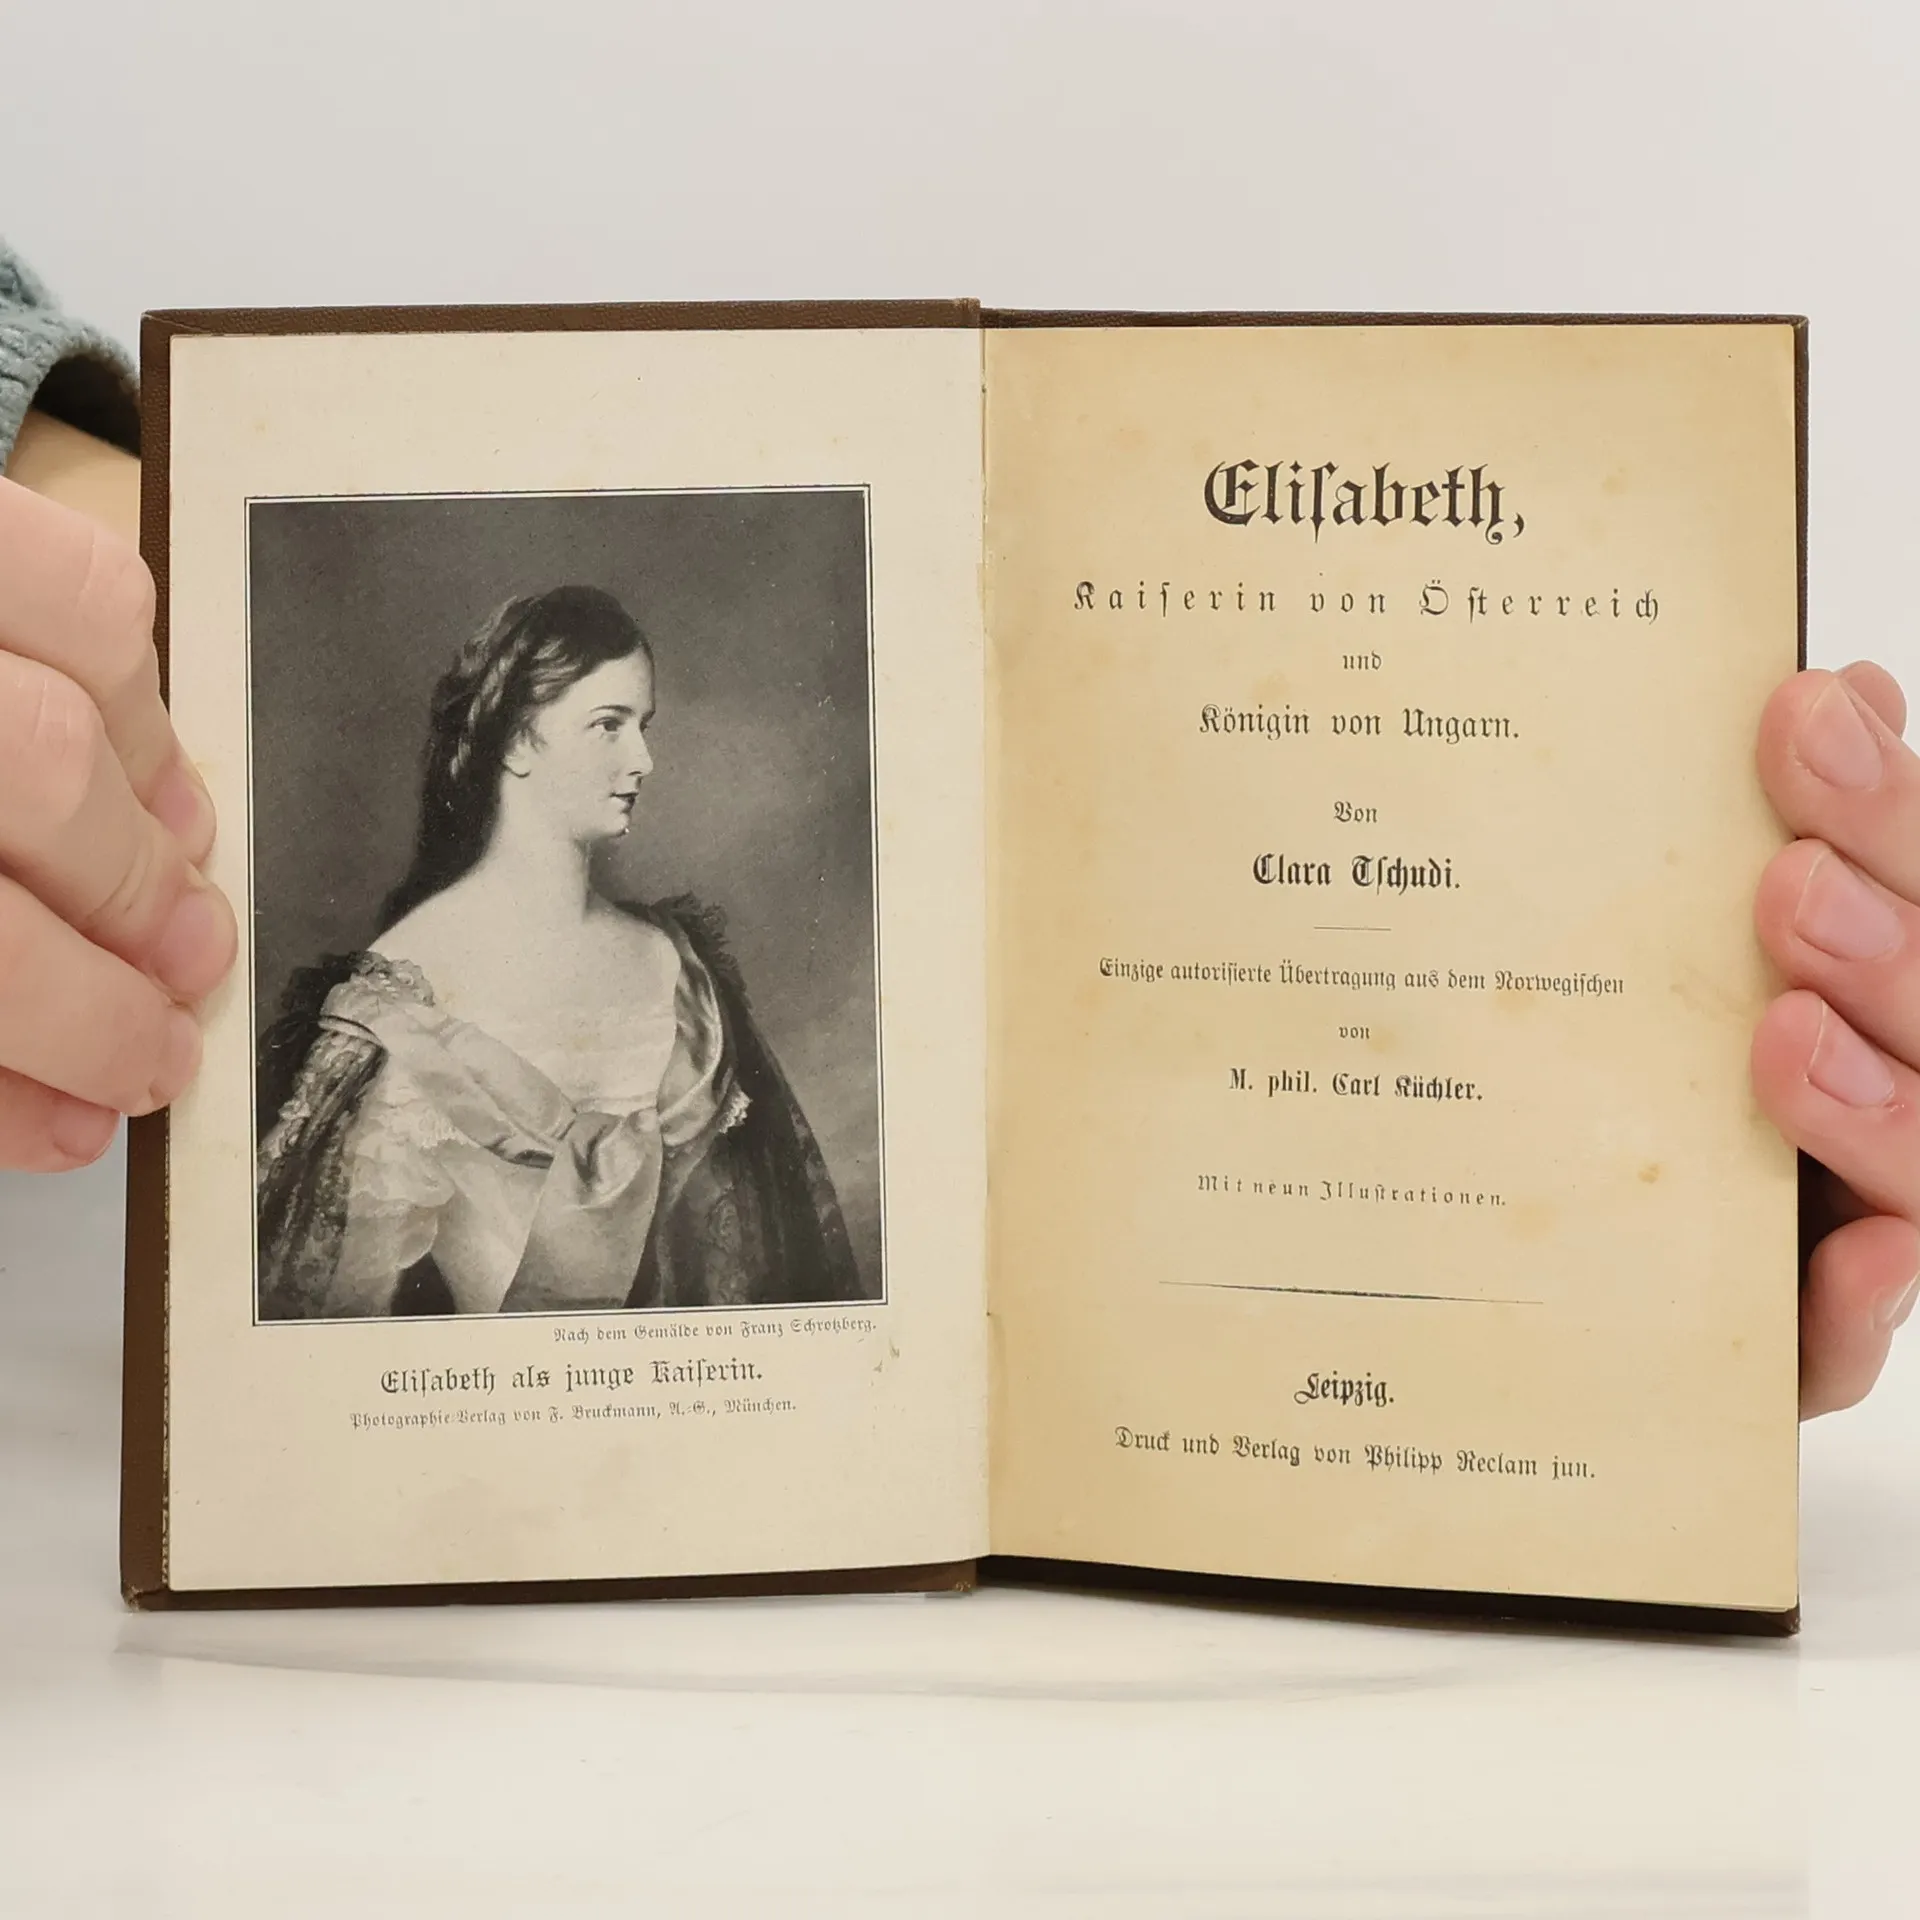 Nach dem Gemälde von Franz Schrotzberg.
Eliſabeth als junge Kaiſerin.
Photographie-Verlag von F. Bruckmann, A.-G., München.
Eliſabeth,
Kaiſerin von Öſterreich
und
Königin von Ungarn.
Von
Clara Tſchudi.
Einzige autoriſierte Übertragung aus dem Norwegiſchen
von
M. phil. Carl Küchler.
Mit neun Illuſtrationen.
Leipzig.
Druck und Verlag von Philipp Reclam jun.